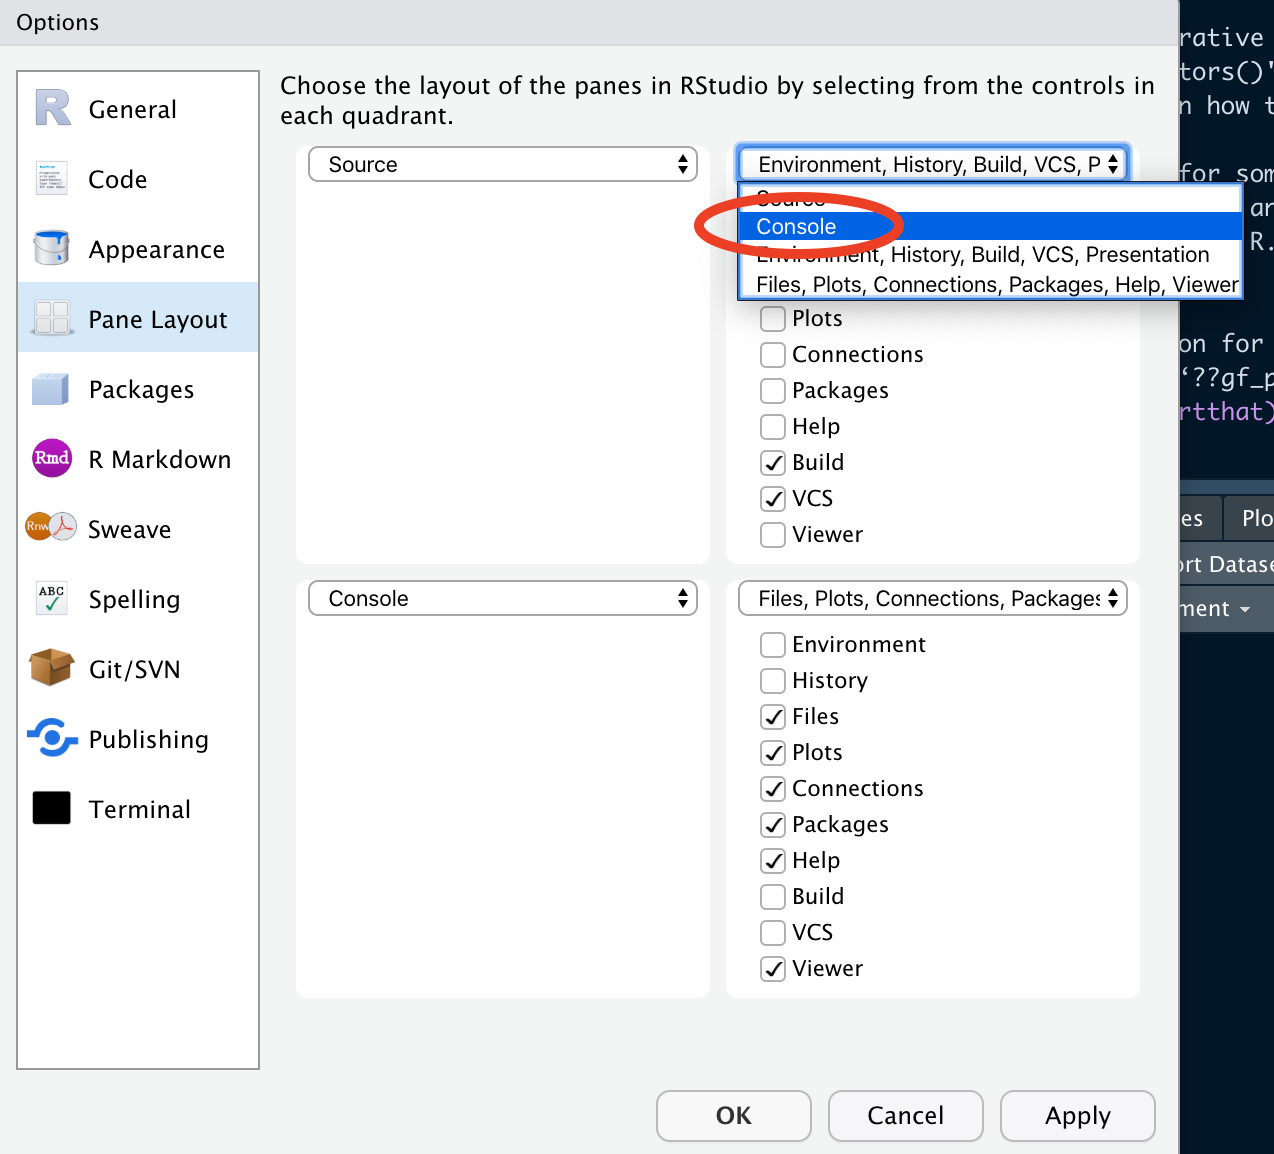 Options
General
Code
Appearance
Pane Layout
Packages
Rmd
R Markdown
Rnw
Sweave
ABC
Spelling
Git/SVN
Publishing
Terminal
Choose the layout of the panes in RStudio by selecting from the controls in
each quadrant.
Source
Environment, History, Build, VCS, P
Source
Console
Environment, History, Build, VCS, Presentation
Files, Plots, Connections, Packages, Help, Viewer
Plots
Connections
Packages
Help
Build
VCS
Viewer
Console
Files, Plots, Connections, Packages
Environment
History
Files
Plots
Connections
Packages
Help
Build
VCS
Viewer
OK
Cancel
Apply
rative
tors()'
n how t
for som
ar
R.
on for
‘??gf_p
rtthat)
es
Plo
ort Datase
ment